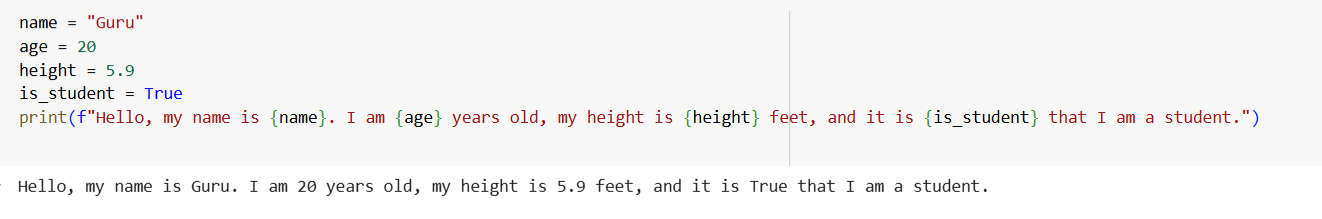 name = "Guru"
age = 20
height = 5.9
is_student = True
print(f"Hello, my name is {name}. I am {age} years old, my height is {height} feet, and it is {is_student} that I am a student.")
Hello, my name is Guru. I am 20 years old, my height is 5.9 feet, and it is True that I am a student.